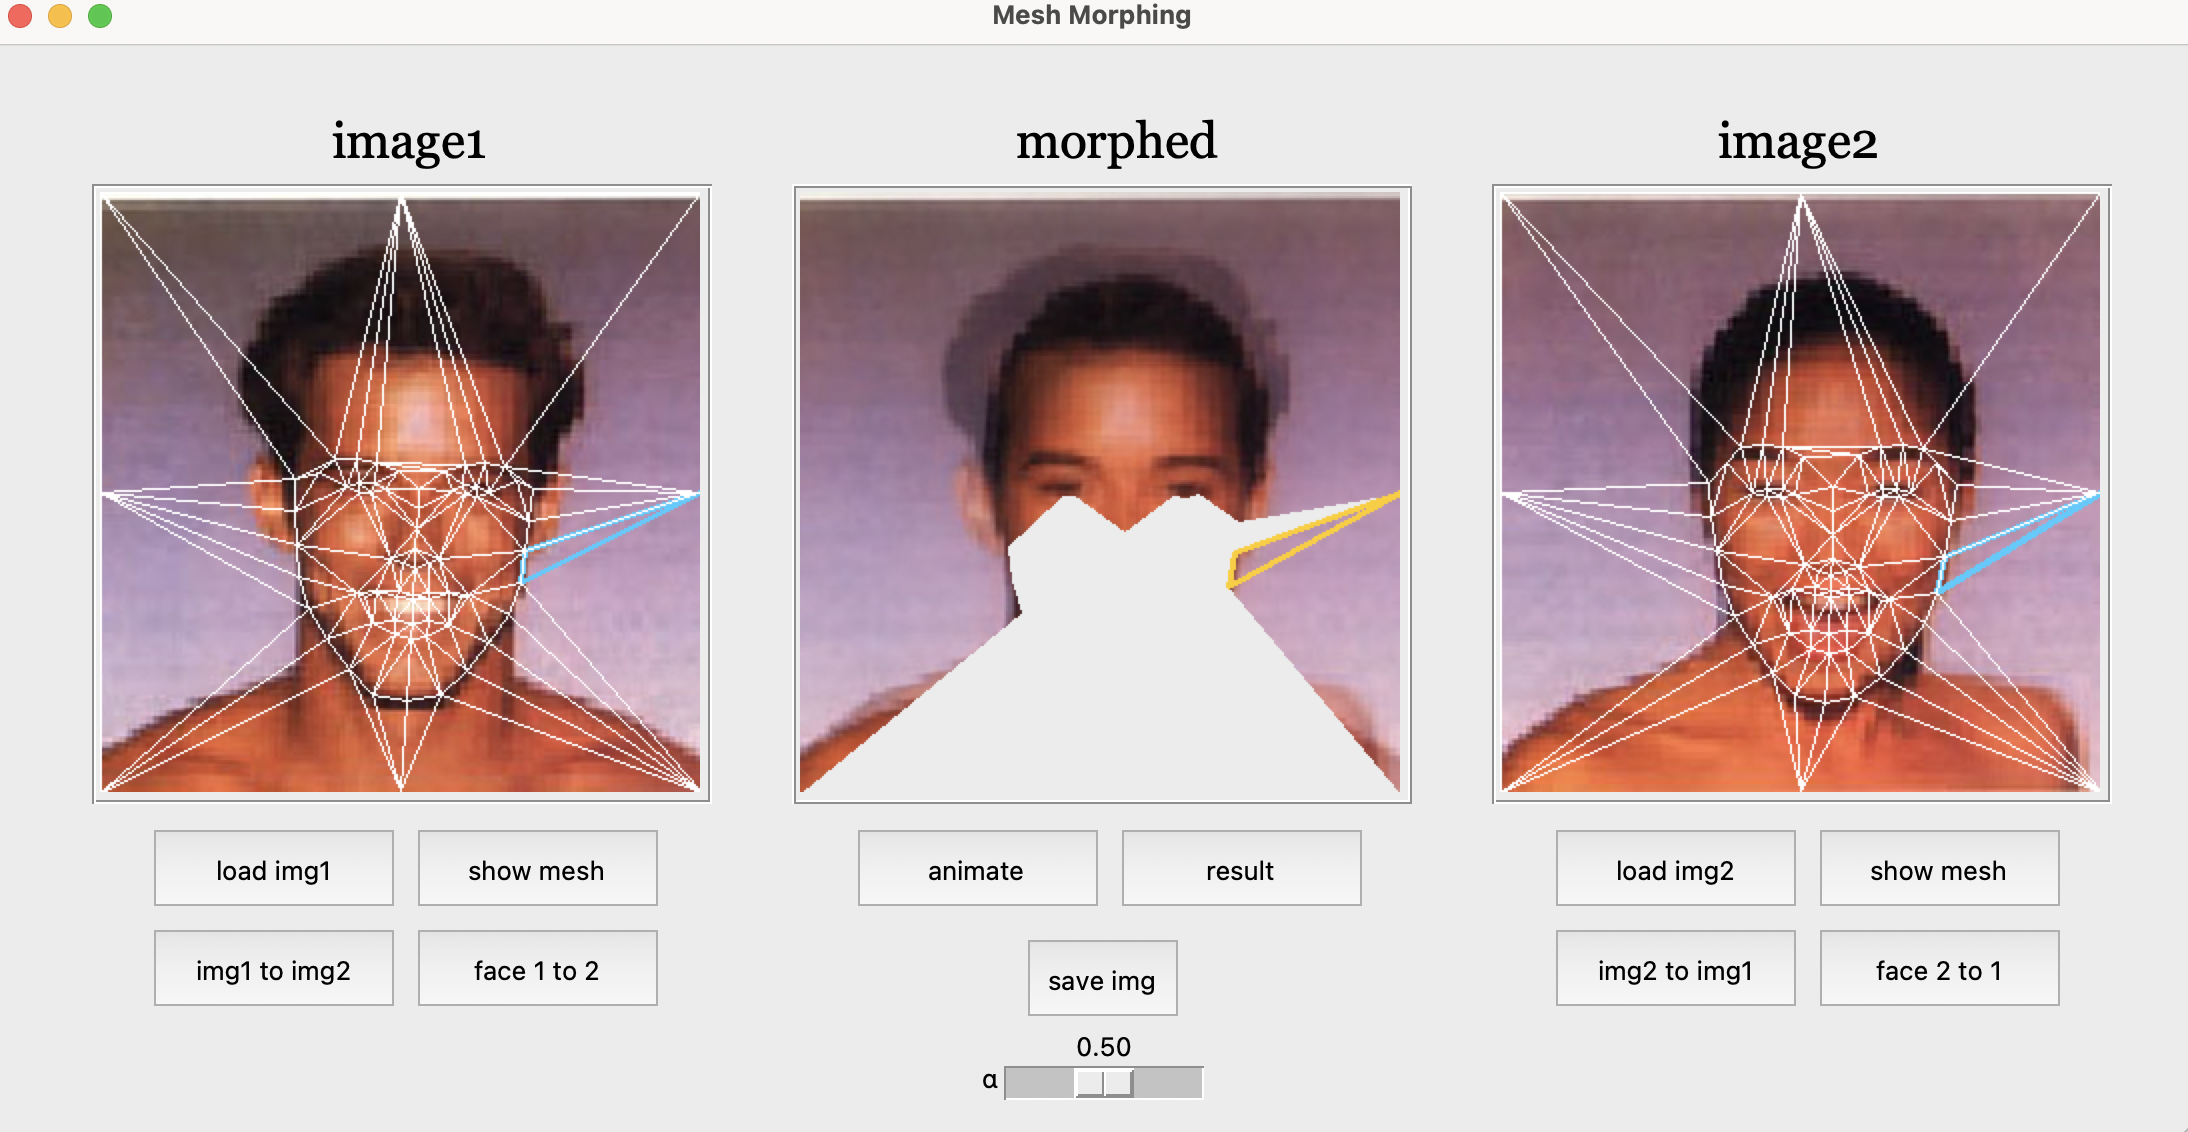 Mesh Morphing
image1
morphed
image2
load img1
show mesh
animate
result
load img2
show mesh
img1 to img2
face 1 to 2
save img
img2 to img1
face 2 to 1
0.50
α